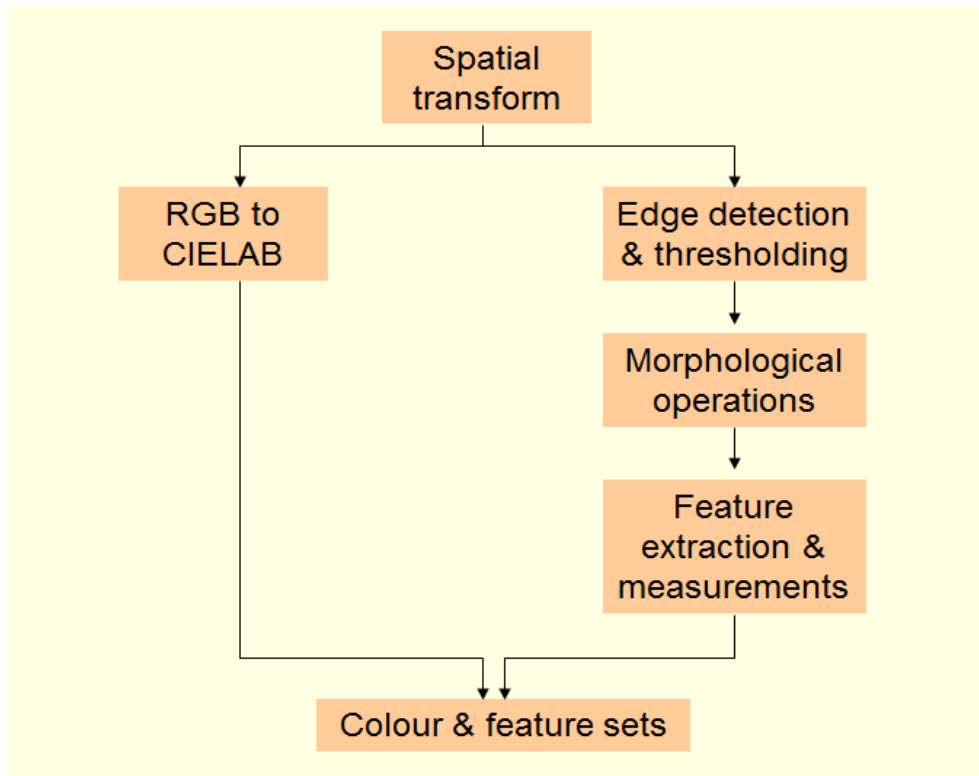 Spatial
transform
RGB to
CIELAB
Edge detection
& thresholding
Morphological
operations
Feature
extraction &
measurements
Colour & feature sets